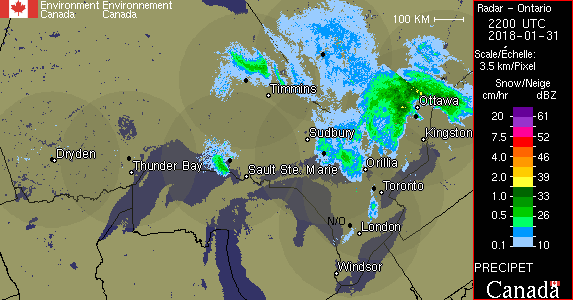 Environment Environnement
Canada Canada
100 KM
Timmins
Ottawa
Sudbury
Kingston
Dryden
Thunder Bay
Sault Ste. Marie
Orillia
Toronto
N/O
London
Windsor
Radar - Ontario
2200 UTC
2018-01-31
Scale/Échelle:
3.5 km/Pixel
Snow/Neige
cm/hr dBZ
20 61
7.5 52
4.0 46
2.0 39
1.0 33
0.5 26
0.1 10
PRECIPET
Canada